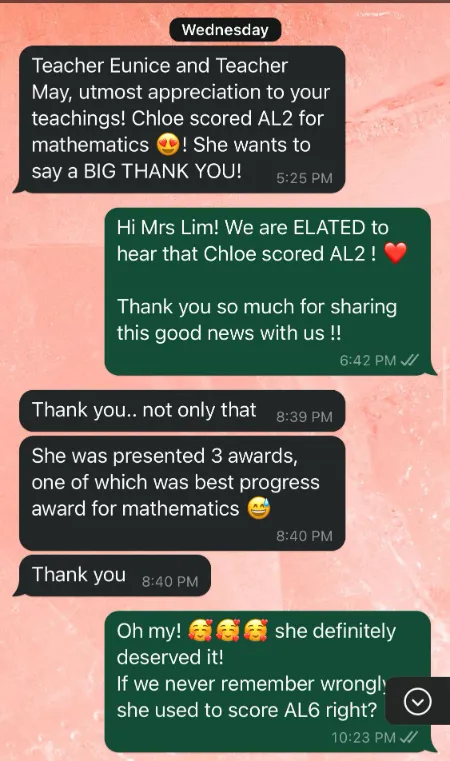 Wednesday
Teacher Eunice and Teacher
May, utmost appreciation to your
teachings! Chloe scored AL2 for
mathematics 😍! She wants to
say a BIG THANK YOU!
5:25 PM
Hi Mrs Lim! We are ELATED to
hear that Chloe scored AL2 ! ❤️
Thank you so much for sharing
this good news with us !!
6:42 PM
Thank you.. not only that 8:39 PM
She was presented 3 awards,
one of which was best progress
award for mathematics 😅
8:40 PM
Thank you 8:40 PM
Oh my! 🥰🥰🥰 she definitely
deserved it!
If we never remember wrongly
she used to score AL6 right?
10:23 PM